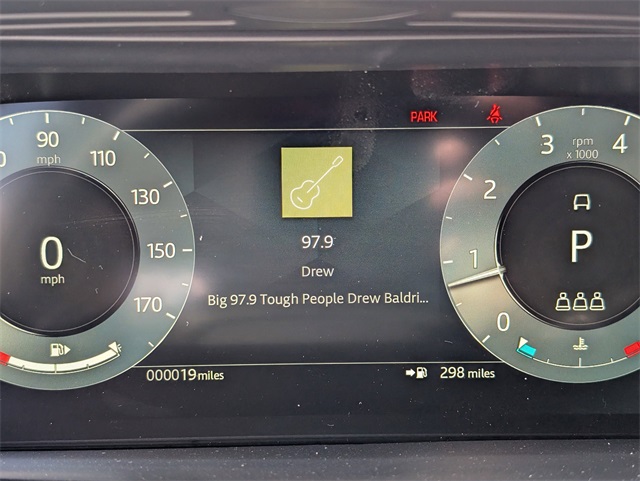 PARK
90
mph
110
130
150
170
0
mph
97.9
Drew
Big 97.9 Tough People Drew Baldri...
000019 miles
298 miles
3
4
rpm
x 1000
2
1
0
P